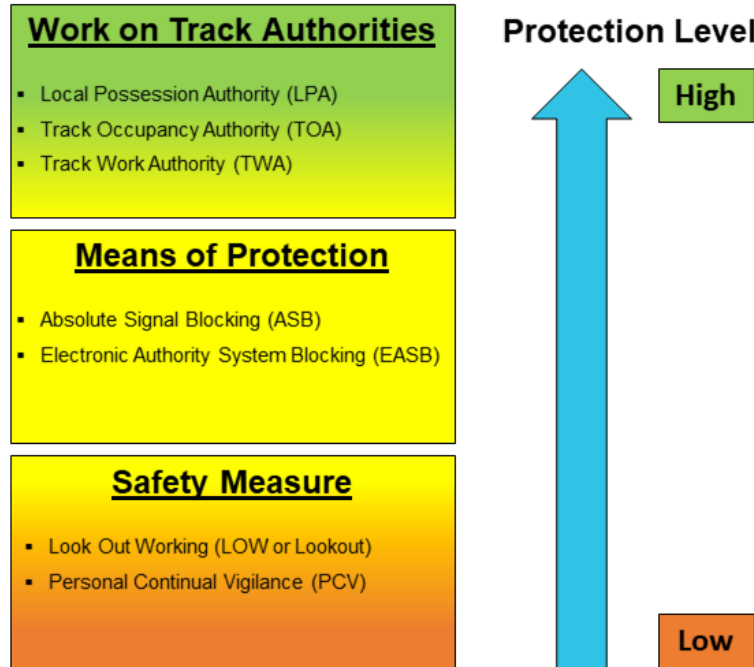 Work on Track Authorities
▪ Local Possession Authority (LPA)
▪ Track Occupancy Authority (TOA)
▪ Track Work Authority (TWA)
Means of Protection
▪ Absolute Signal Blocking (ASB)
▪ Electronic Authority System Blocking (EASB)
Safety Measure
▪ Look Out Working (LOW or Lookout)
▪ Personal Continual Vigilance (PCV)
Protection Level
High
Low